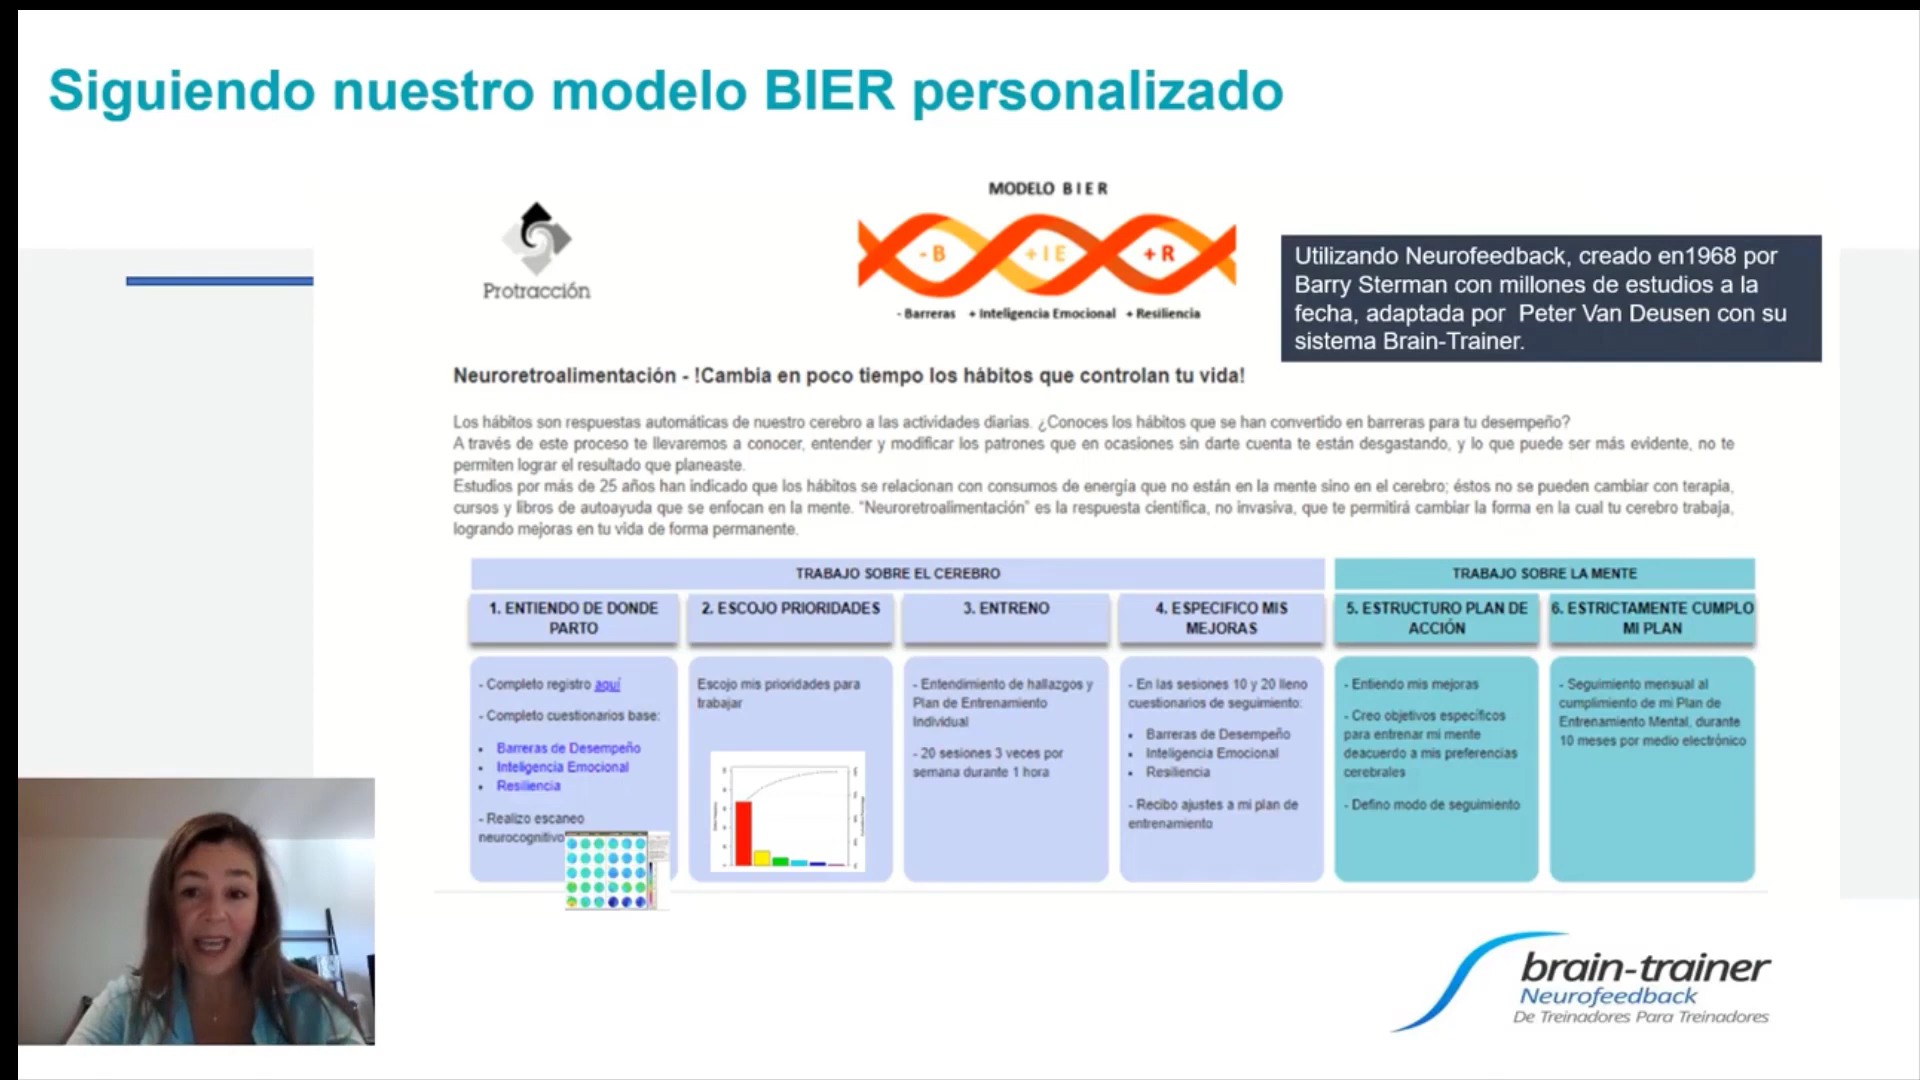 Siguiendo nuestro modelo BIER personalizado
MODELO B I E R
- B
+ I E
+ R
- Barreras + Inteligencia Emocional + Resiliencia
Protracción
Utilizando Neurofeedback, creado en1968 por
Barry Sterman con millones de estudios a la
fecha, adaptada por Peter Van Deusen con su
sistema Brain-Trainer.
Neuroretroalimentación - !Cambia en poco tiempo los hábitos que controlan tu vida!
Los hábitos son respuestas automáticas de nuestro cerebro a las actividades diarias. ¿Conoces los hábitos que se han convertido en barreras para tu desempeño?
A través de este proceso te llevaremos a conocer, entender y modificar los patrones que en ocasiones sin darte cuenta te están desgastando, y lo que puede ser más evidente, no te
permiten lograr el resultado que planeaste.
Estudios por más de 25 años han indicado que los hábitos se relacionan con consumos de energía que no están en la mente sino en el cerebro; éstos no se pueden cambiar con terapia,
cursos y libros de autoayuda que se enfocan en la mente. "Neuroretroalimentación" es la respuesta científica, no invasiva, que te permitirá cambiar la forma en la cual tu cerebro trabaja,
logrando mejoras en tu vida de forma permanente.
TRABAJO SOBRE EL CEREBRO
TRABAJO SOBRE LA MENTE
1. ENTIENDO DE DONDE
PARTO
- Completo registro aquí
- Completo cuestionarios base:
• Barreras de Desempeño
• Inteligencia Emocional
• Resiliencia
- Realizo escaneo
neurocognitivo
2. ESCOJO PRIORIDADES
Escojo mis prioridades para
trabajar
3. ENTRENO
- Entendimiento de hallazgos y
Plan de Entrenamiento
Individual
- 20 sesiones 3 veces por
semana durante 1 hora
4. ESPECIFICO MIS
MEJORAS
- En las sesiones 10 y 20 lleno
cuestionarios de seguimiento:
• Barreras de Desempeño
• Inteligencia Emocional
• Resiliencia
- Recibo ajustes a mi plan de
entrenamiento
5. ESTRUCTURO PLAN DE
ACCIÓN
- Entiendo mis mejoras
- Creo objetivos específicos
para entrenar mi mente
deacuerdo a mis preferencias
cerebrales
- Defino modo de seguimiento
6. ESTRICTAMENTE CUMPLO
MI PLAN
- Seguimiento mensual al
cumplimiento de mi Plan de
Entrenamiento Mental, durante
10 meses por medio electrónico
brain-trainer
Neurofeedback
De Treinadores Para Treinadores